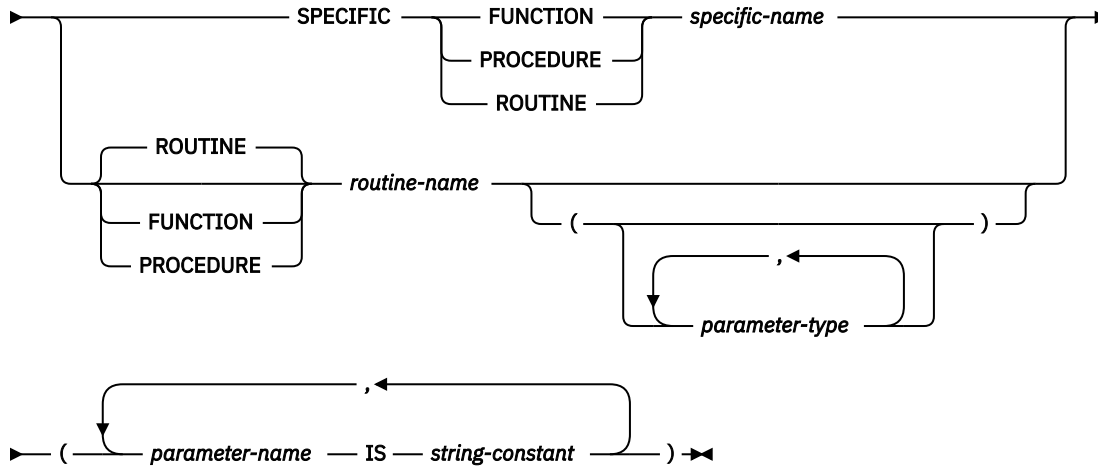 SPECIFIC FUNCTION specific-name
PROCEDURE
ROUTINE
ROUTINE
routine-name
FUNCTION
( )
PROCEDURE
,
parameter-type
,
( parameter-name IS string-constant )